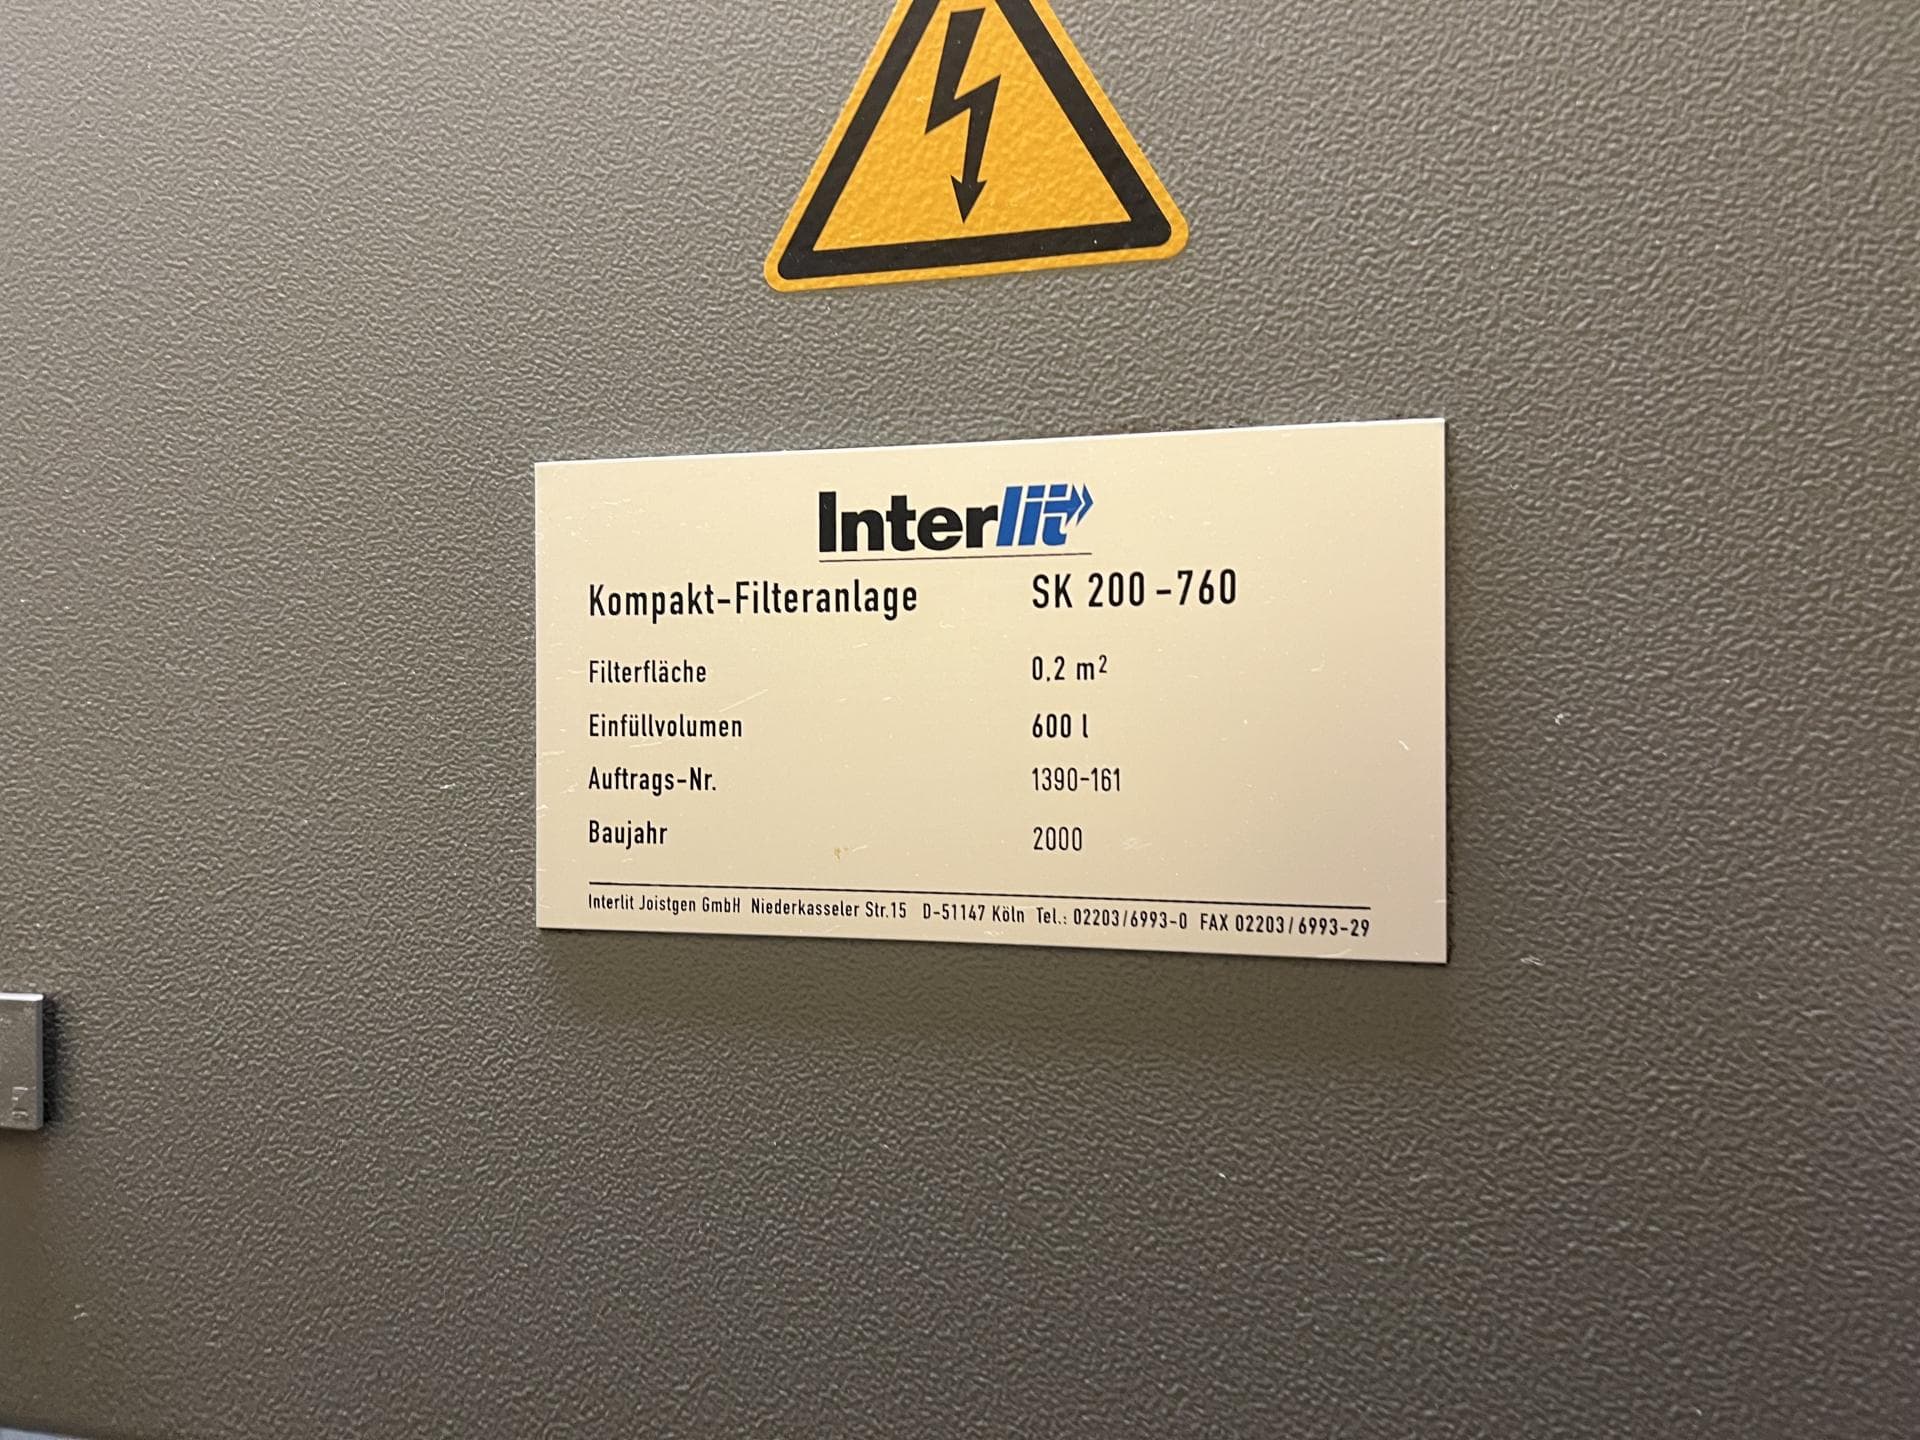 Interlit
Kompakt-Filteranlage SK 200-760
Filterfläche 0.2 m²
Einfüllvolumen 600 l
Auftrags-Nr. 1390-161
Baujahr 2000
Interlit Joistgen GmbH Niederkasseler Str.15 D-51147 Köln Tel.: 02203/6993-0 FAX 02203/6993-29